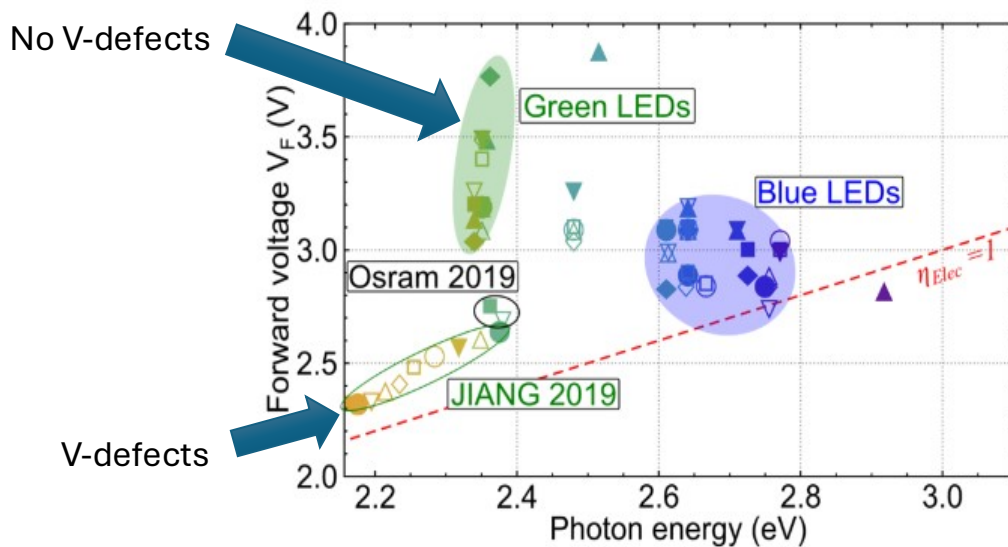 No V-defects
4.0
3.5
3.0
2.5
2.0
Forward voltage V_F (V)
Green LEDs
Blue LEDs
Osram 2019
η_Elec=1
JIANG 2019
V-defects
2.2 2.4 2.6 2.8 3.0
Photon energy (eV)